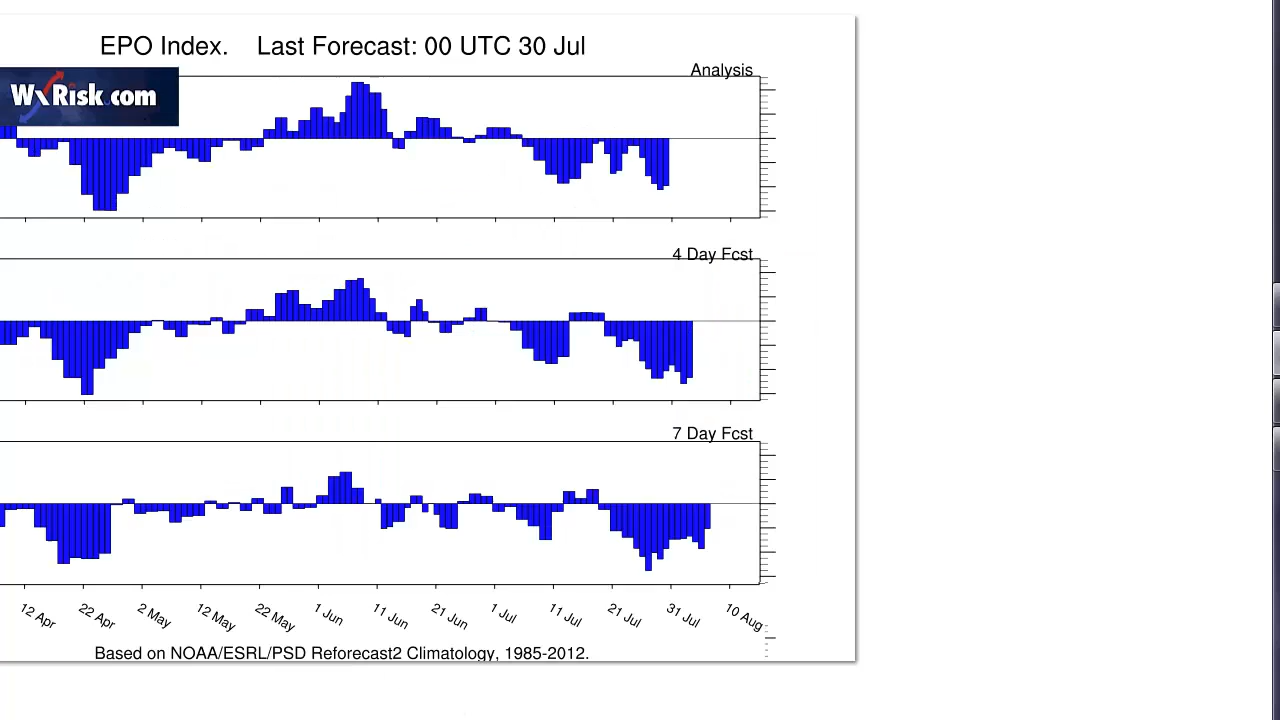 EPO Index. Last Forecast: 00 UTC 30 Jul
Analysis
WxRisk.com
4 Day Fcst
7 Day Fcst
12 Apr 22 Apr 2 May 12 May 22 May 1 Jun 11 Jun 21 Jun 1 Jul 11 Jul 21 Jul 31 Jul 10 Aug
Based on NOAA/ESRL/PSD Reforecast2 Climatology, 1985-2012.